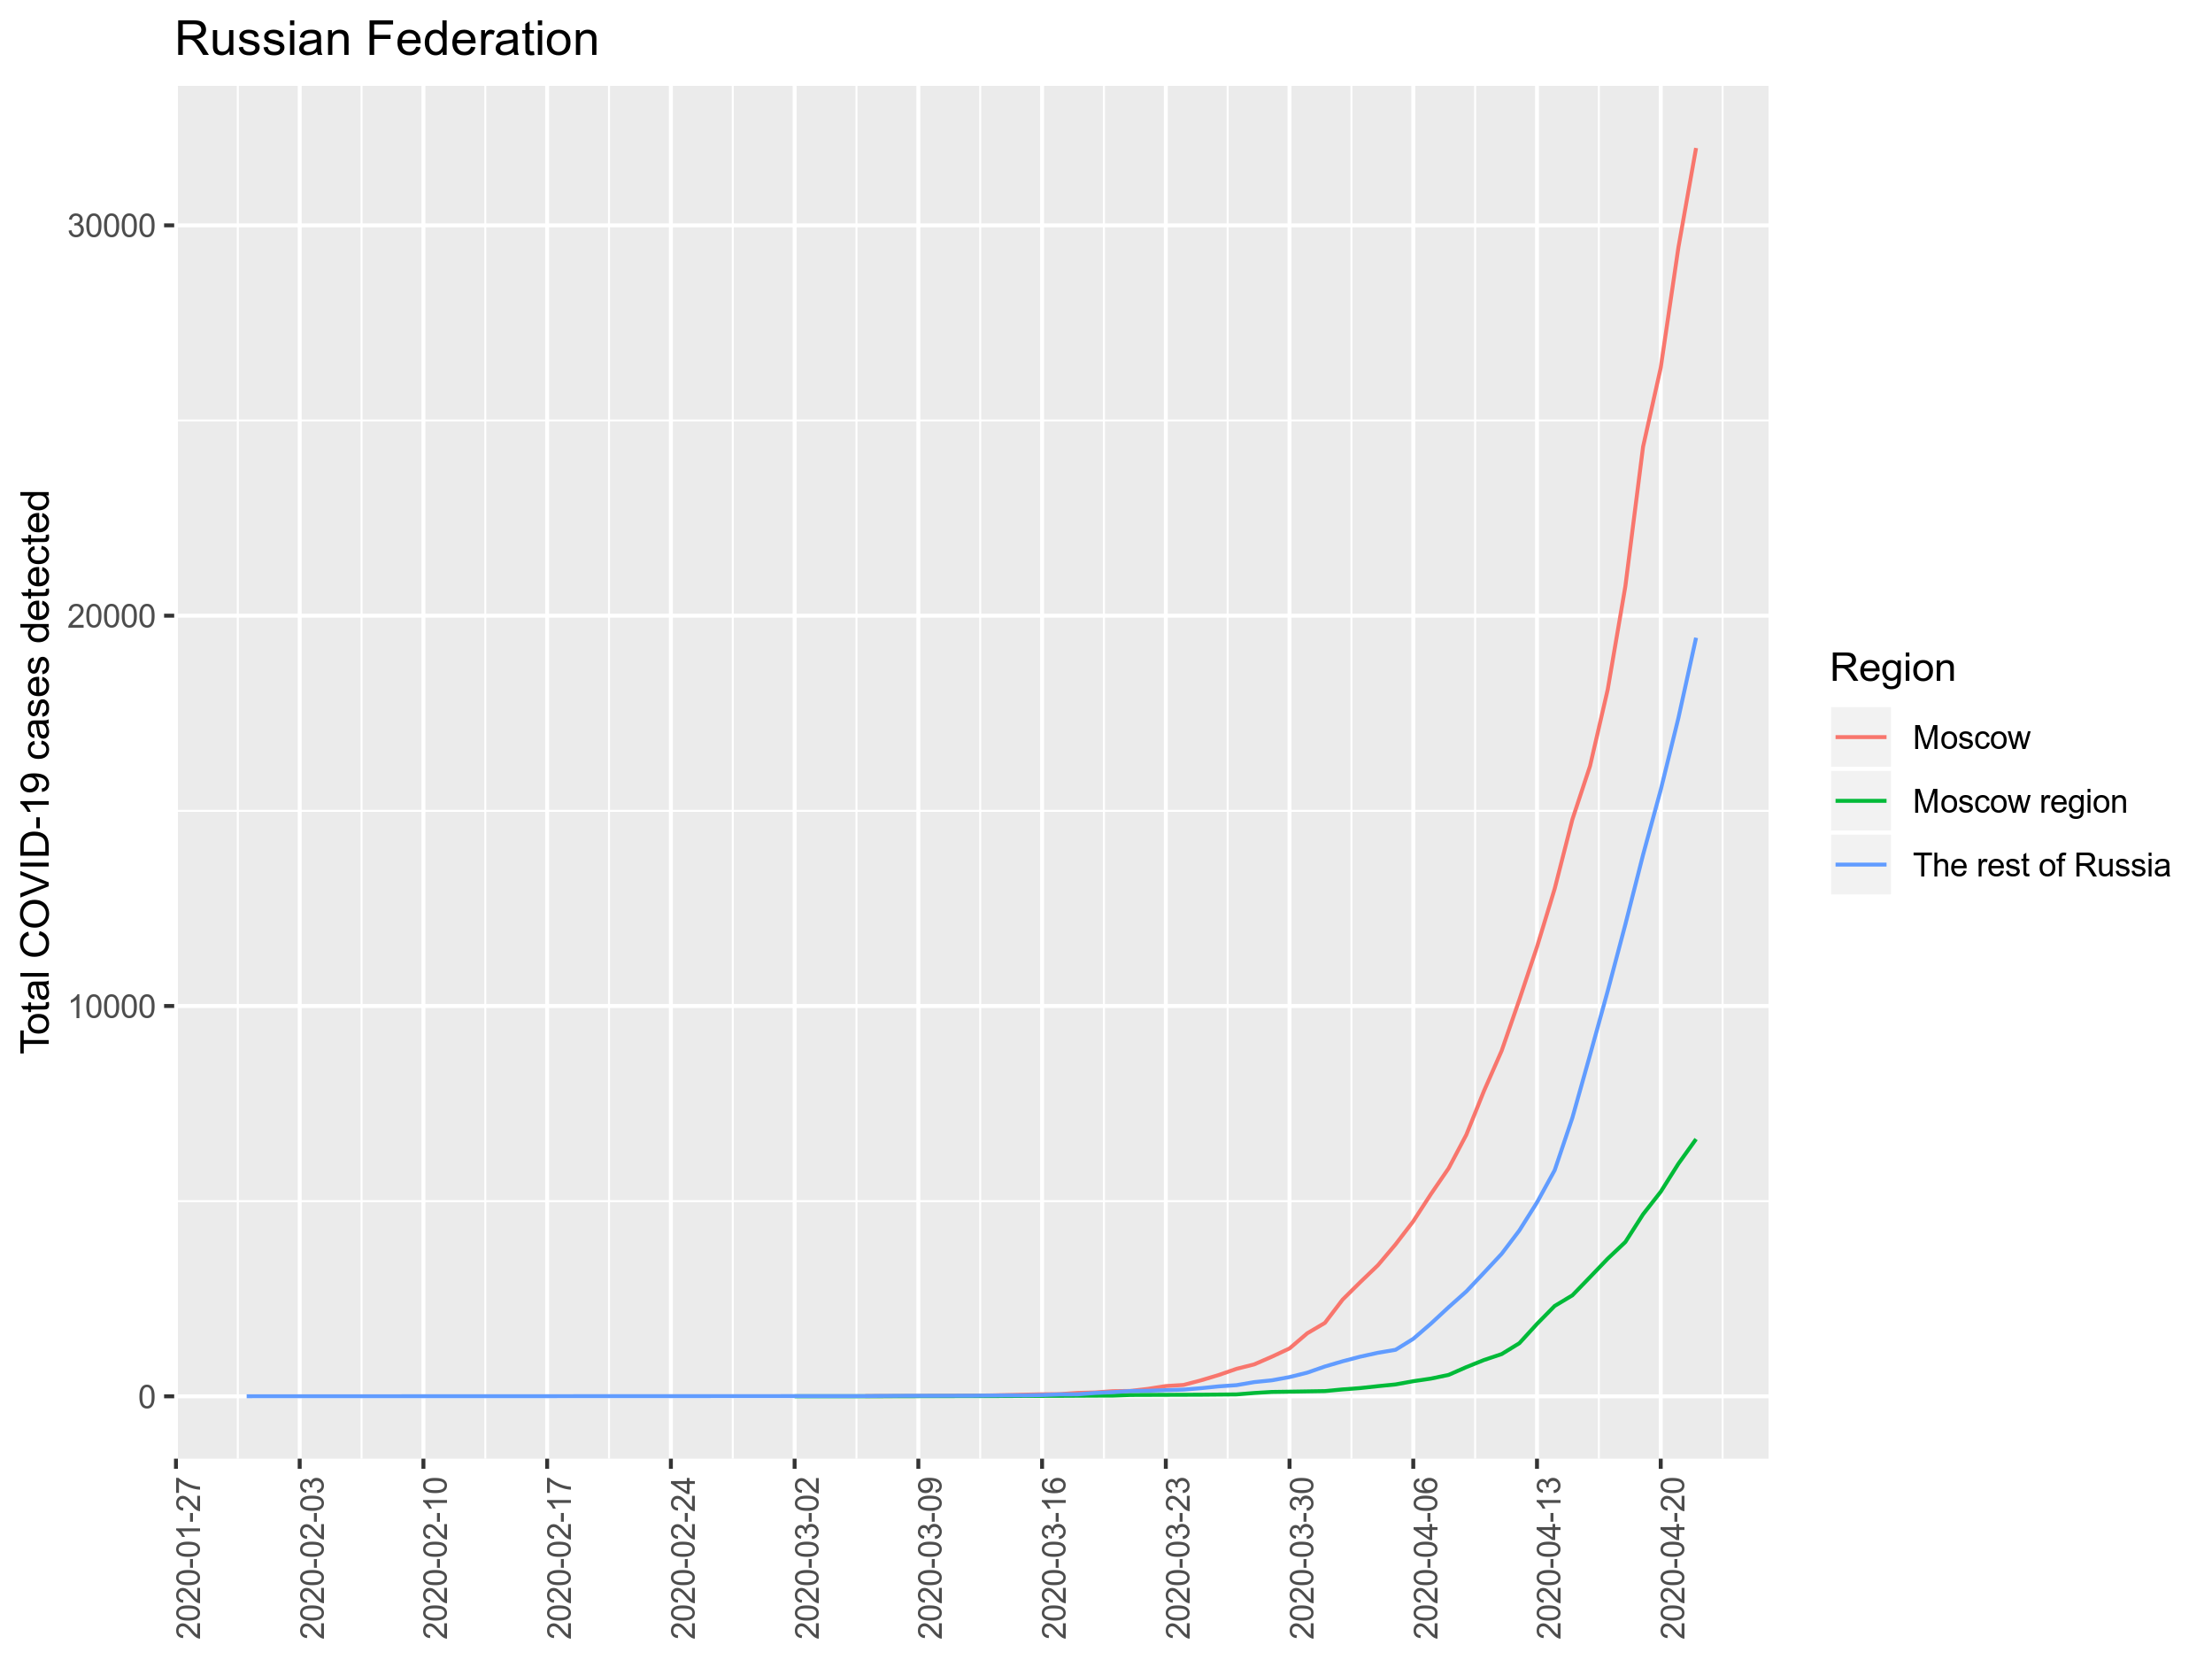 Russian Federation
Total COVID-19 cases detected
30000
20000
10000
0
2020-01-27
2020-02-03
2020-02-10
2020-02-17
2020-02-24
2020-03-02
2020-03-09
2020-03-16
2020-03-23
2020-03-30
2020-04-06
2020-04-13
2020-04-20
Region
Moscow
Moscow region
The rest of Russia